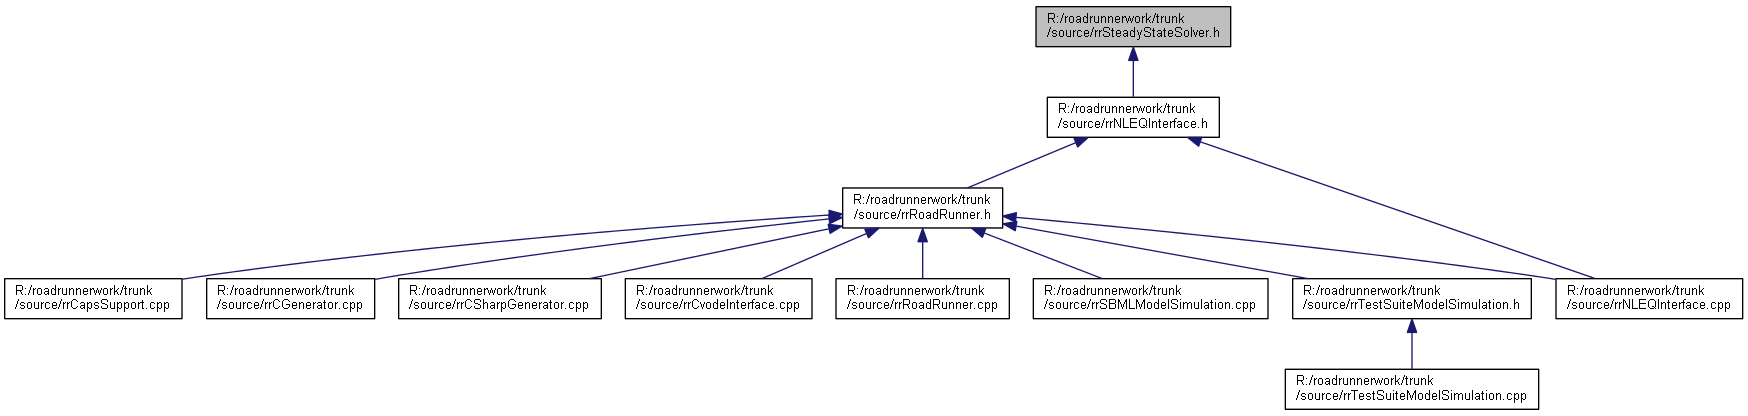 R:/roadrunnerwork/trunk
/source/rrSteadyStateSolver.h
R:/roadrunnerwork/trunk
/source/rrNLEQInterface.h
R:/roadrunnerwork/trunk
/source/rrRoadRunner.h
R:/roadrunnerwork/trunk
/source/rrCapsSupport.cpp
R:/roadrunnerwork/trunk
/source/rrCGenerator.cpp
R:/roadrunnerwork/trunk
/source/rrCSharpGenerator.cpp
R:/roadrunnerwork/trunk
/source/rrCvodeInterface.cpp
R:/roadrunnerwork/trunk
/source/rrRoadRunner.cpp
R:/roadrunnerwork/trunk
/source/rrSBMLModelSimulation.cpp
R:/roadrunnerwork/trunk
/source/rrTestSuiteModelSimulation.h
R:/roadrunnerwork/trunk
/source/rrNLEQInterface.cpp
R:/roadrunnerwork/trunk
/source/rrTestSuiteModelSimulation.cpp